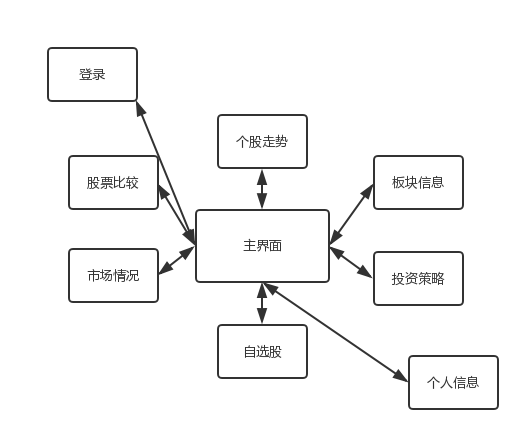 登录
个股走势
股票比较
板块信息
主界面
市场情况
投资策略
自选股
个人信息